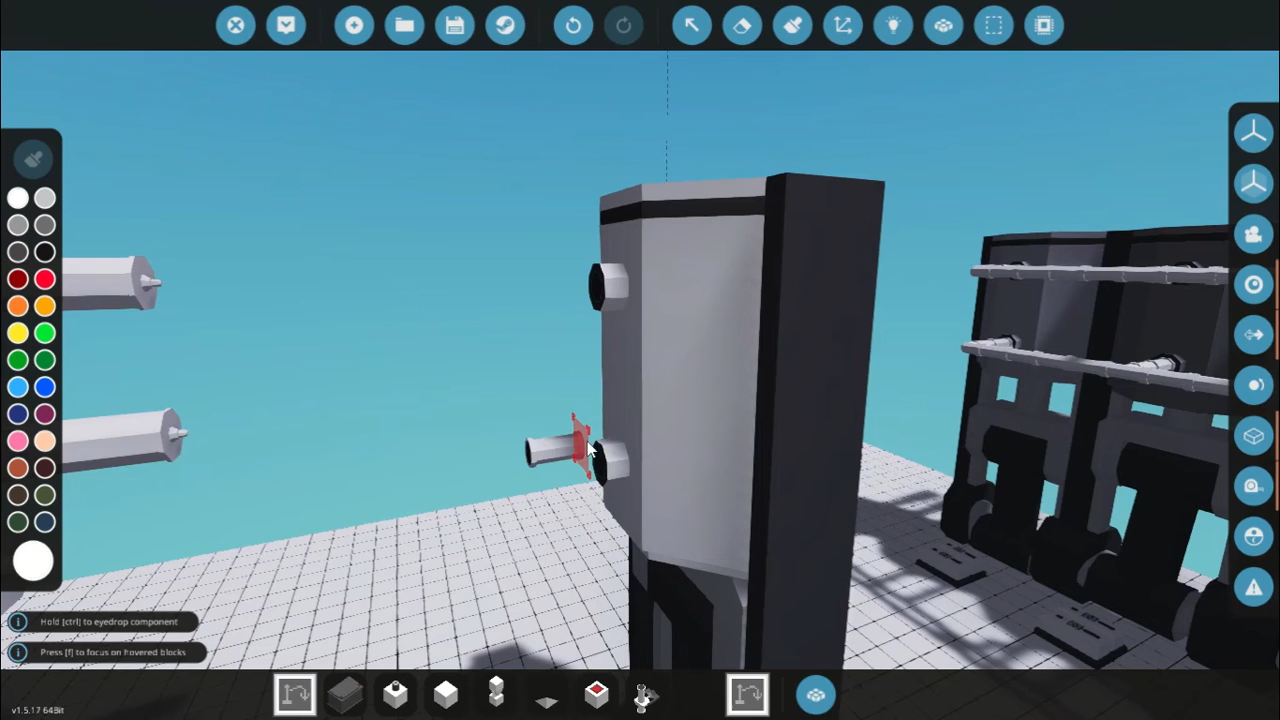 Hold [ctrl] to eyedrop component
Press [f] to focus on hovered blocks
v1.5.17 64Bit